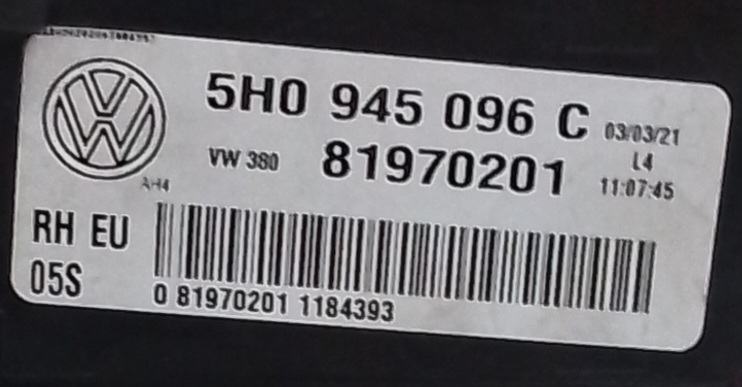 5H0 945 096 C 03/03/21
VW 380 81970201 L4
11:07:45
AH4
RH EU
05S
0 81970201 1184393